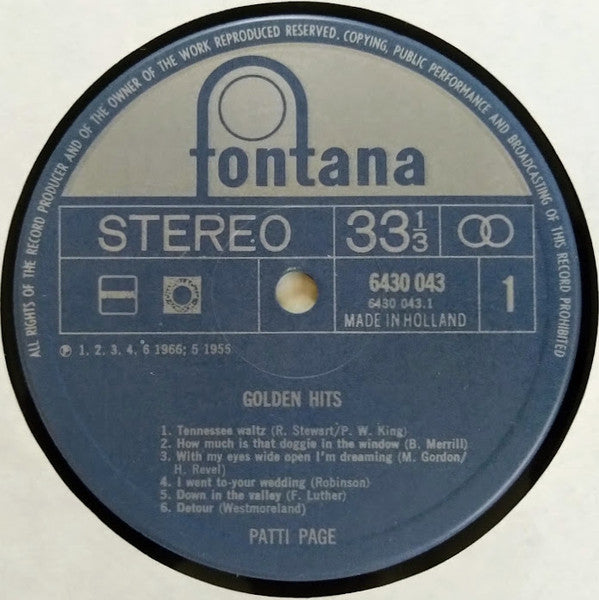 ALL RIGHTS OF THE RECORD PRODUCER AND OF THE OWNER OF THE WORK REPRODUCED RESERVED. COPYING, PUBLIC PERFORMANCE AND BROADCASTING OF THIS RECORD PROHIBITED
fontana
STEREO 33⅓
6430 043
6430 043.1
MADE IN HOLLAND
1
℗ 1. 2. 3. 4. 6 1966; 5 1955
GOLDEN HITS
1. Tennessee waltz (R. Stewart/P. W. King)
2. How much is that doggie in the window (B. Merrill)
3. With my eyes wide open I'm dreaming (M. Gordon/
H. Revel)
4. I went to your wedding (Robinson)
5. Down in the valley (F. Luther)
6. Detour (Westmoreland)
PATTI PAGE